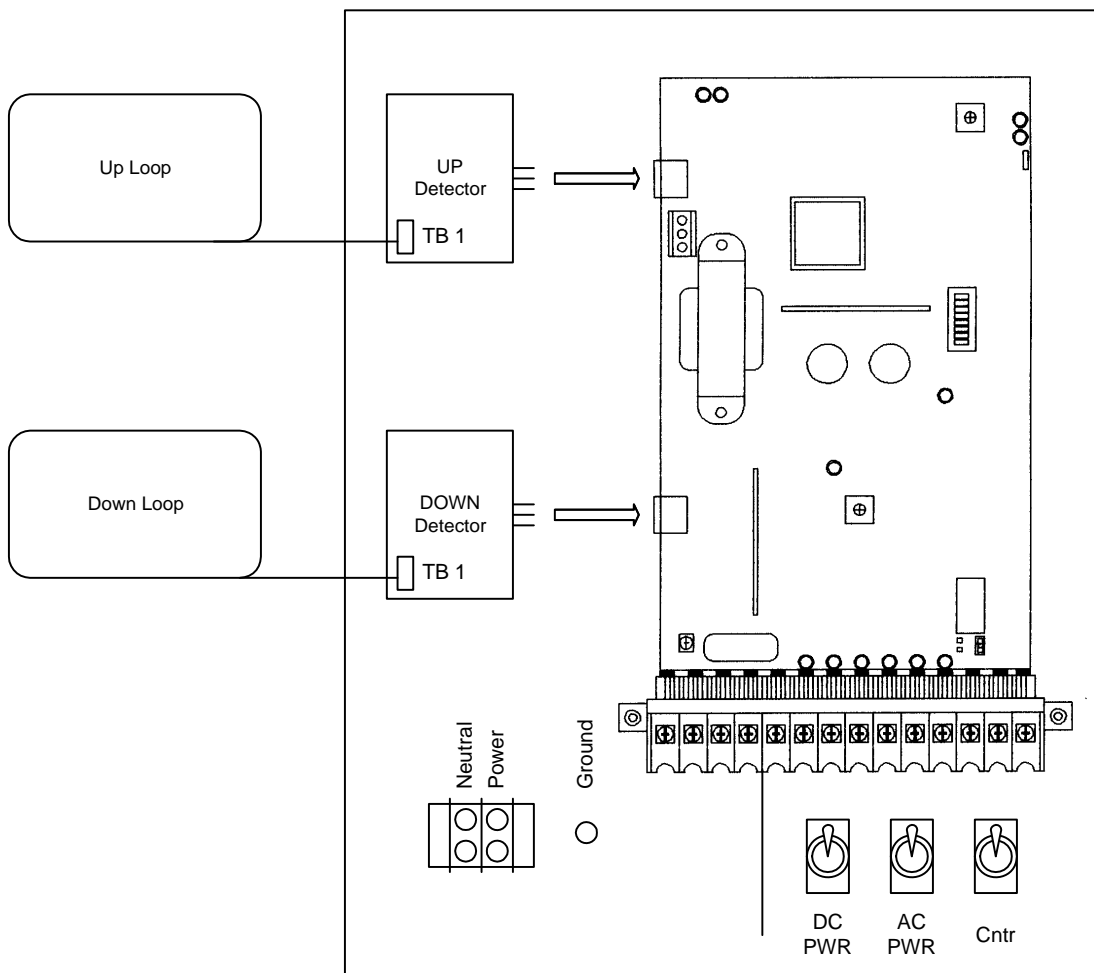 Up Loop
UP
Detector
TB 1
Down Loop
DOWN
Detector
TB 1
Neutral
Power
Ground
DC
PWR
AC
PWR
Cntr